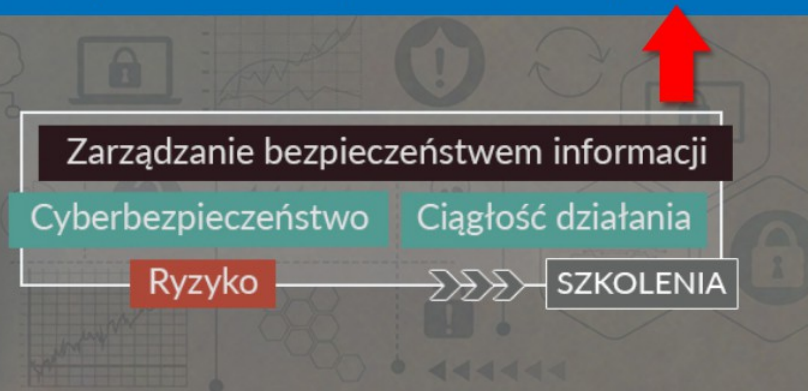 Zarządzanie bezpieczeństwem informacji
Cyberbezpieczeństwo Ciągłość działania
Ryzyko SZKOLENIA